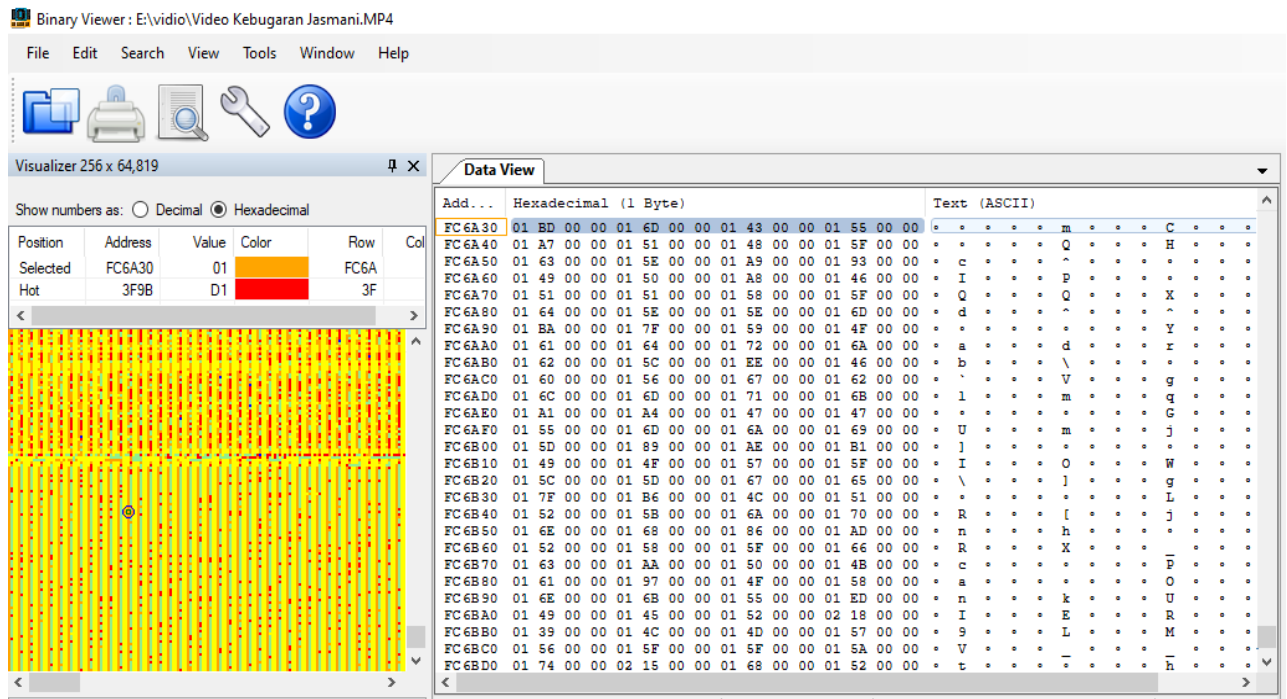 Binary Viewer : E:\vidio\Video Kebugaran Jasmani.MP4
File Edit Search View Tools Window Help
Visualizer 256 x 64,819
Show numbers as: Decimal Hexadecimal
Position Address Value Color Row Col
Selected FC6A30 01 FC6A
Hot 3F9B D1 3F
Data View
Add... Hexadecimal (1 Byte) Text (ASCII)
FC6A30 01 BD 00 00 01 6D 00 00 01 43 00 00 01 55 00 00 ∘ ∘ ∘ ∘ ∘ m ∘ ∘ ∘ C ∘ ∘ ∘
FC6A40 01 A7 00 00 01 51 00 00 01 48 00 00 01 5F 00 00 ∘ ∘ ∘ ∘ ∘ Q ∘ ∘ ∘ H ∘ ∘ ∘
FC6A50 01 63 00 00 01 5E 00 00 01 A9 00 00 01 93 00 00 ∘ c ∘ ∘ ∘ ^ ∘ ∘ ∘ ∘ ∘ ∘ ∘
FC6A60 01 49 00 00 01 50 00 00 01 A8 00 00 01 46 00 00 ∘ I ∘ ∘ ∘ P ∘ ∘ ∘ ∘ ∘ ∘ ∘
FC6A70 01 51 00 00 01 51 00 00 01 58 00 00 01 5F 00 00 ∘ Q ∘ ∘ ∘ Q ∘ ∘ ∘ X ∘ ∘ ∘
FC6A80 01 64 00 00 01 5E 00 00 01 5E 00 00 01 6D 00 00 ∘ d ∘ ∘ ∘ ^ ∘ ∘ ∘ ^ ∘ ∘ ∘
FC6A90 01 BA 00 00 01 7F 00 00 01 59 00 00 01 4F 00 00 ∘ ∘ ∘ ∘ ∘ ∘ ∘ ∘ ∘ Y ∘ ∘ ∘
FC6AA0 01 61 00 00 01 64 00 00 01 72 00 00 01 6A 00 00 ∘ a ∘ ∘ ∘ d ∘ ∘ ∘ r ∘ ∘ ∘
FC6AB0 01 62 00 00 01 5C 00 00 01 EE 00 00 01 46 00 00 ∘ b ∘ ∘ ∘ \ ∘ ∘ ∘ ∘ ∘ ∘ ∘
FC6AC0 01 60 00 00 01 56 00 00 01 67 00 00 01 62 00 00 ∘ ` ∘ ∘ ∘ V ∘ ∘ ∘ g ∘ ∘ ∘
FC6AD0 01 6C 00 00 01 6D 00 00 01 71 00 00 01 6B 00 00 ∘ l ∘ ∘ ∘ m ∘ ∘ ∘ q ∘ ∘ ∘
FC6AE0 01 A1 00 00 01 A4 00 00 01 47 00 00 01 47 00 00 ∘ ∘ ∘ ∘ ∘ ∘ ∘ ∘ ∘ G ∘ ∘ ∘
FC6AF0 01 55 00 00 01 6D 00 00 01 6A 00 00 01 69 00 00 ∘ U ∘ ∘ ∘ m ∘ ∘ ∘ j ∘ ∘ ∘
FC6B00 01 5D 00 00 01 89 00 00 01 AE 00 00 01 B1 00 00 ∘ ] ∘ ∘ ∘ ∘ ∘ ∘ ∘ ∘ ∘ ∘ ∘
FC6B10 01 49 00 00 01 4F 00 00 01 57 00 00 01 5F 00 00 ∘ I ∘ ∘ ∘ O ∘ ∘ ∘ W ∘ ∘ ∘
FC6B20 01 5C 00 00 01 5D 00 00 01 67 00 00 01 65 00 00 ∘ \ ∘ ∘ ∘ ] ∘ ∘ ∘ g ∘ ∘ ∘
FC6B30 01 7F 00 00 01 B6 00 00 01 4C 00 00 01 51 00 00 ∘ ∘ ∘ ∘ ∘ ∘ ∘ ∘ ∘ L ∘ ∘ ∘
FC6B40 01 52 00 00 01 5B 00 00 01 6A 00 00 01 70 00 00 ∘ R ∘ ∘ ∘ [ ∘ ∘ ∘ j ∘ ∘ ∘
FC6B50 01 6E 00 00 01 68 00 00 01 86 00 00 01 AD 00 00 ∘ n ∘ ∘ ∘ h ∘ ∘ ∘ ∘ ∘ ∘ ∘
FC6B60 01 52 00 00 01 58 00 00 01 5F 00 00 01 66 00 00 ∘ R ∘ ∘ ∘ X ∘ ∘ ∘ _ ∘ ∘ ∘
FC6B70 01 63 00 00 01 AA 00 00 01 50 00 00 01 4B 00 00 ∘ c ∘ ∘ ∘ ∘ ∘ ∘ ∘ P ∘ ∘ ∘
FC6B80 01 61 00 00 01 97 00 00 01 4F 00 00 01 58 00 00 ∘ a ∘ ∘ ∘ ∘ ∘ ∘ ∘ O ∘ ∘ ∘
FC6B90 01 6E 00 00 01 6B 00 00 01 55 00 00 01 ED 00 00 ∘ n ∘ ∘ ∘ k ∘ ∘ ∘ U ∘ ∘ ∘
FC6BA0 01 49 00 00 01 45 00 00 01 52 00 00 02 18 00 00 ∘ I ∘ ∘ ∘ E ∘ ∘ ∘ R ∘ ∘ ∘
FC6BB0 01 39 00 00 01 4C 00 00 01 4D 00 00 01 57 00 00 ∘ 9 ∘ ∘ ∘ L ∘ ∘ ∘ M ∘ ∘ ∘
FC6BC0 01 56 00 00 01 5F 00 00 01 5F 00 00 01 5A 00 00 ∘ V ∘ ∘ ∘ _ ∘ ∘ ∘ _ ∘ ∘ ∘
FC6BD0 01 74 00 00 02 15 00 00 01 68 00 00 01 52 00 00 ∘ t ∘ ∘ ∘ ∘ ∘ ∘ ∘ h ∘ ∘ ∘